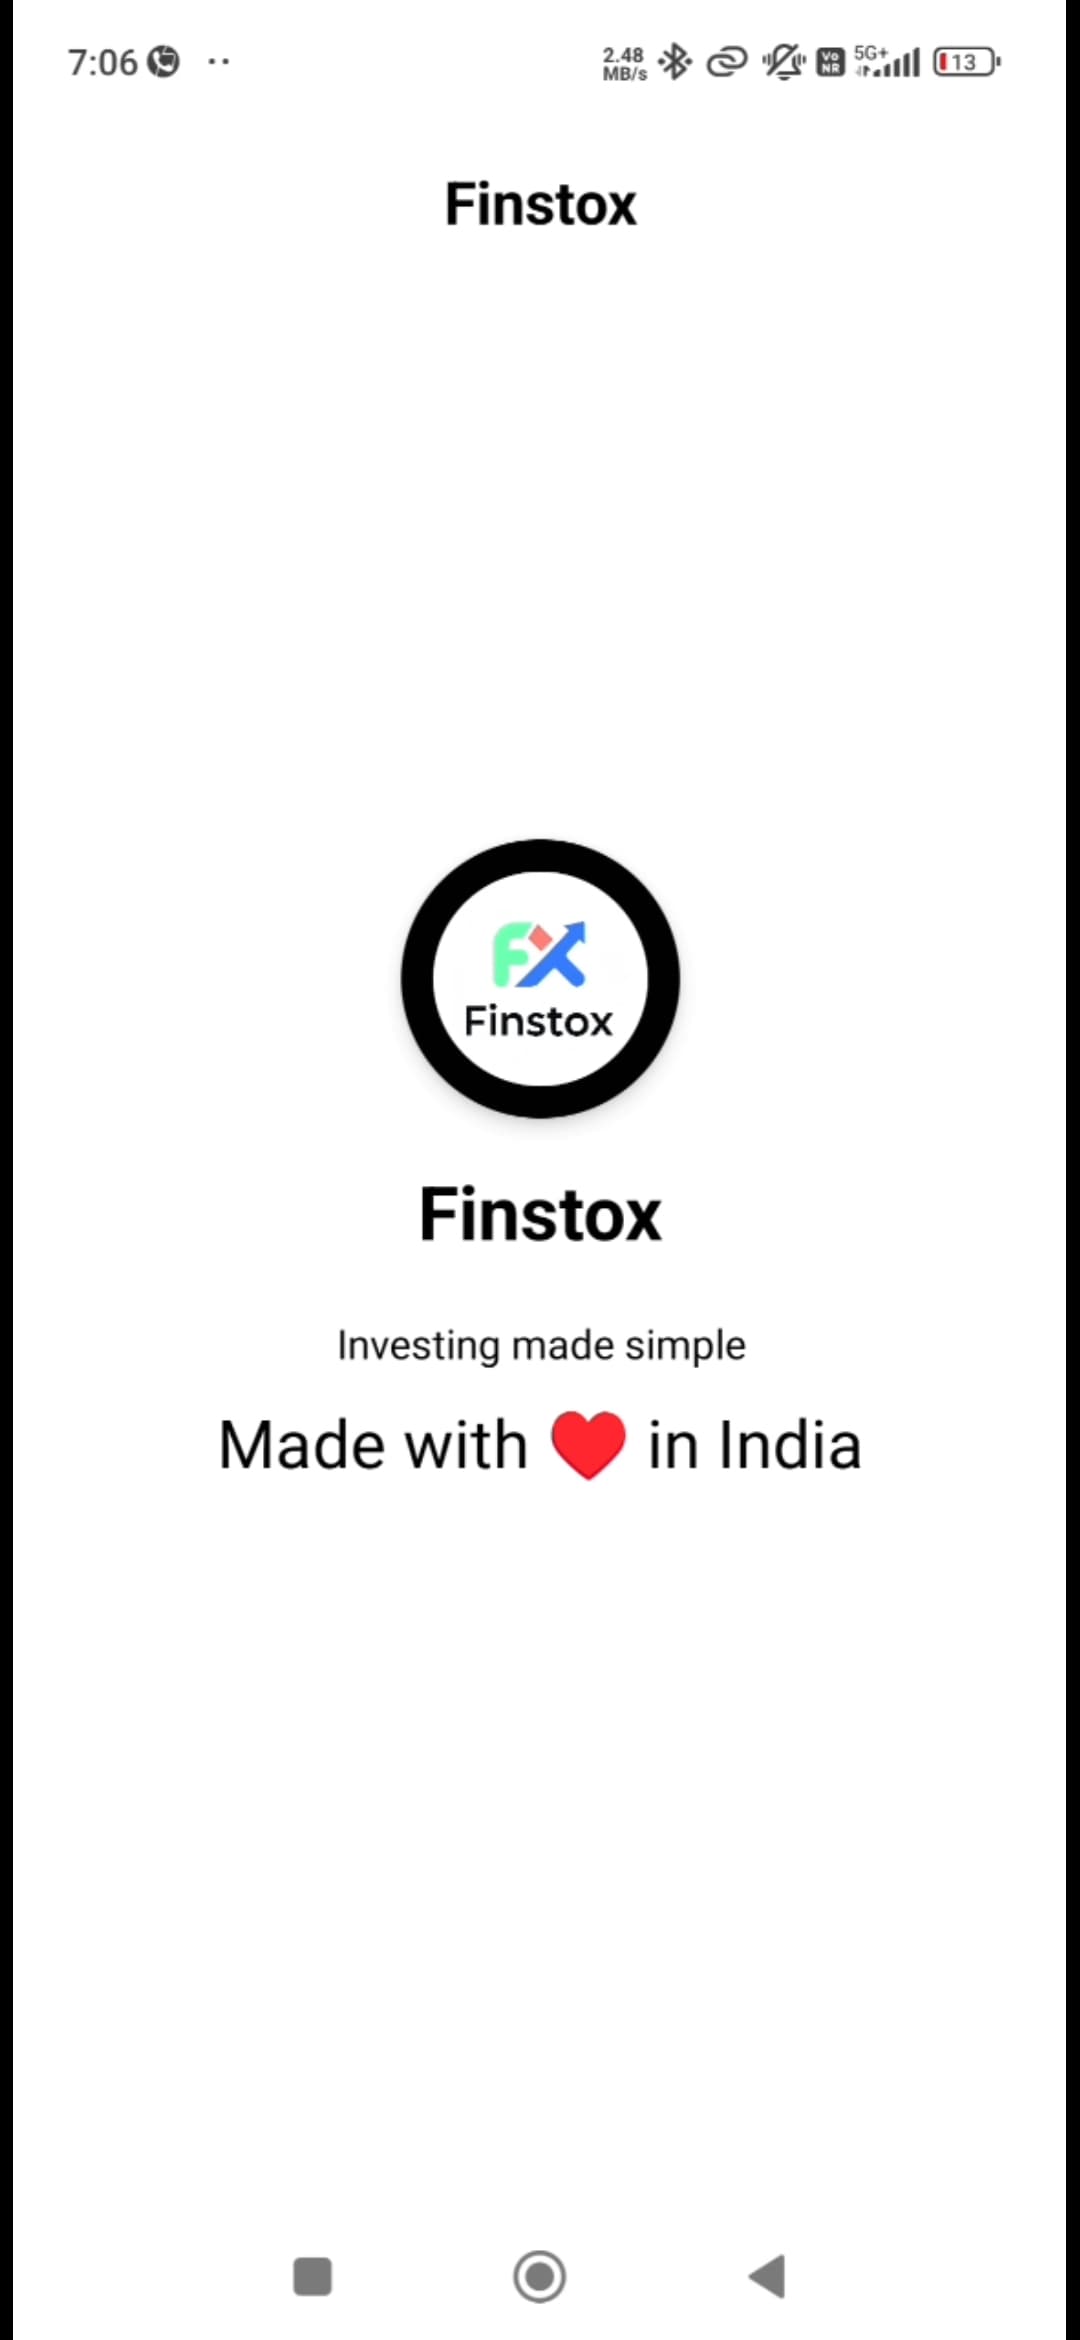 7:06
2.48
MB/s
Vo
NR
5G+
13
Finstox
FX
Finstox
Finstox
Investing made simple
Made with ❤️ in India